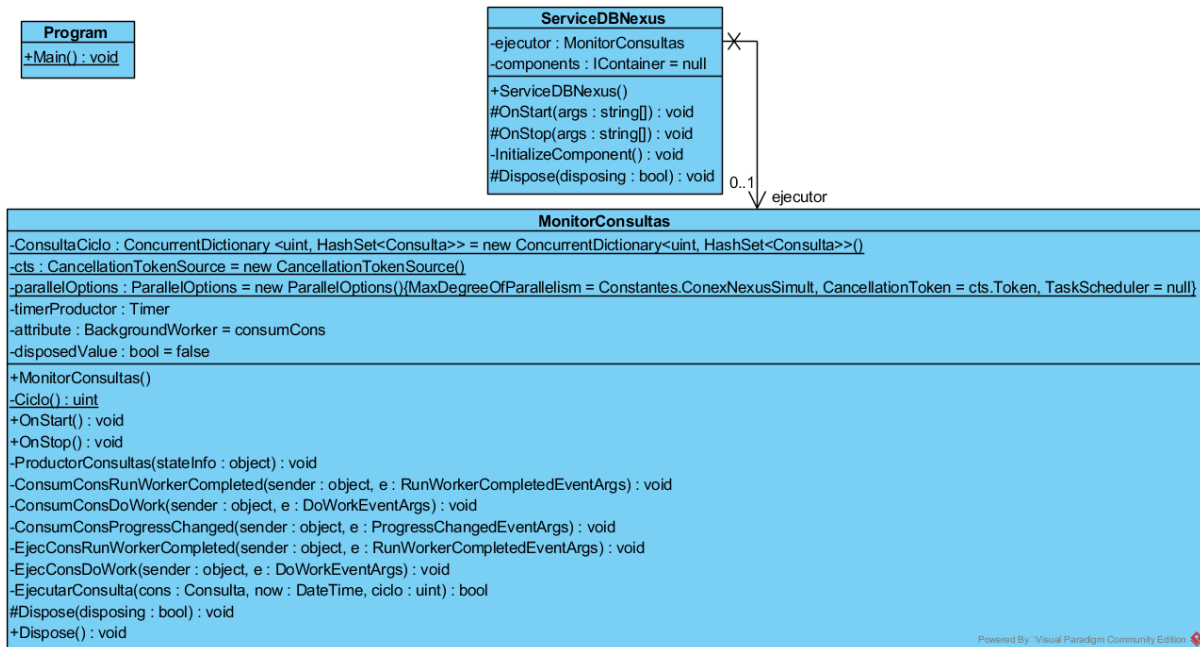 Program
+Main() : void
ServiceDBNexus
-ejecutor : MonitorConsultas
-components : IContainer = null
+ServiceDBNexus()
#OnStart(args : string[]) : void
#OnStop(args : string[]) : void
-InitializeComponent() : void
#Dispose(disposing : bool) : void
0..1
ejecutor
MonitorConsultas
-ConsultaCiclo : ConcurrentDictionary <uint, HashSet<Consulta>> = new ConcurrentDictionary<uint, HashSet<Consulta>>()
-cts : CancellationTokenSource = new CancellationTokenSource()
-parallelOptions : ParallelOptions = new ParallelOptions(){MaxDegreeOfParallelism = Constantes.ConexNexusSimult, CancellationToken = cts.Token, TaskScheduler = null}
-timerProductor : Timer
-attribute : BackgroundWorker = consumCons
-disposedValue : bool = false
+MonitorConsultas()
-Ciclo() : uint
+OnStart() : void
+OnStop() : void
-ProductorConsultas(stateInfo : object) : void
-ConsumConsRunWorkerCompleted(sender : object, e : RunWorkerCompletedEventArgs) : void
-ConsumConsDoWork(sender : object, e : DoWorkEventArgs) : void
-ConsumConsProgressChanged(sender : object, e : ProgressChangedEventArgs) : void
-EjecConsRunWorkerCompleted(sender : object, e : RunWorkerCompletedEventArgs) : void
-EjecConsDoWork(sender : object, e : DoWorkEventArgs) : void
-EjecutarConsulta(cons : Consulta, now : DateTime, ciclo : uint) : bool
#Dispose(disposing : bool) : void
+Dispose() : void
Powered By Visual Paradigm Community Edition